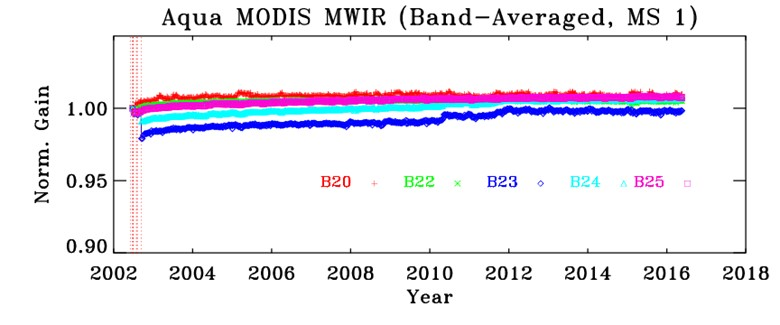 Aqua MODIS MWIR (Band-Averaged, MS 1)
Norm. Gain
1.00
0.95
0.90
B20 B22 B23 B24 B25
2002 2004 2006 2008 2010 2012 2014 2016 2018
Year